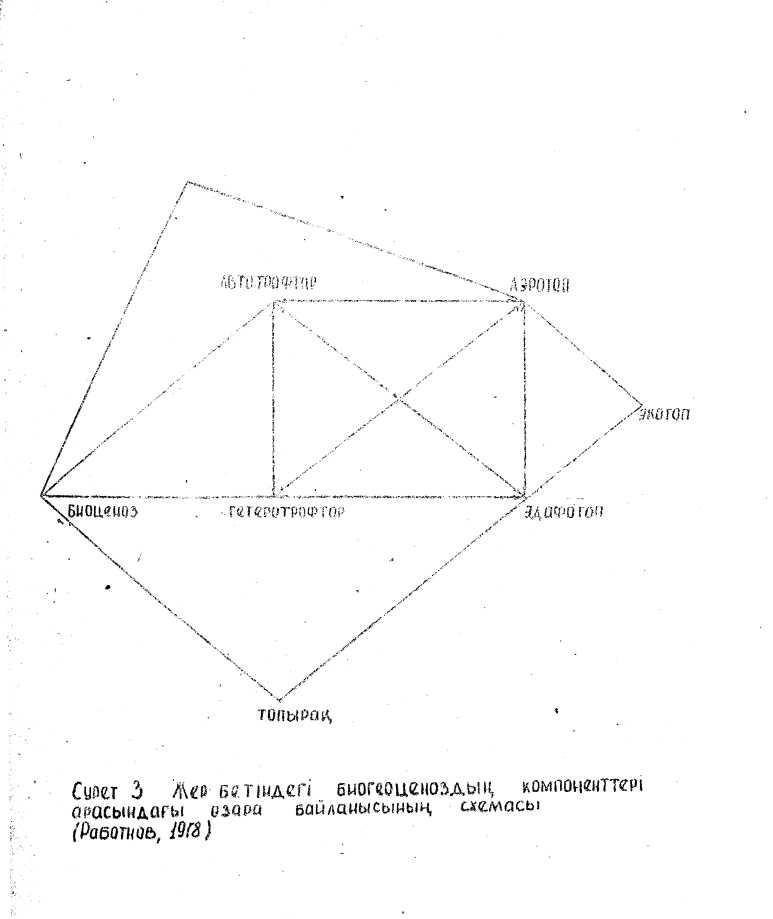 АВТОТРОФТАР АЭРОТОП
ЭКОТОП
БИОЦЕНОЗ ГЕТЕРОТРОФТАР ЭДАФОТОП
ТОПЫРАҚ
Сурет 3 Жер бетіндегі биогеоценоздың компоненттері
арасындағы өзара байланысының схемасы
(Работнов, 1978)